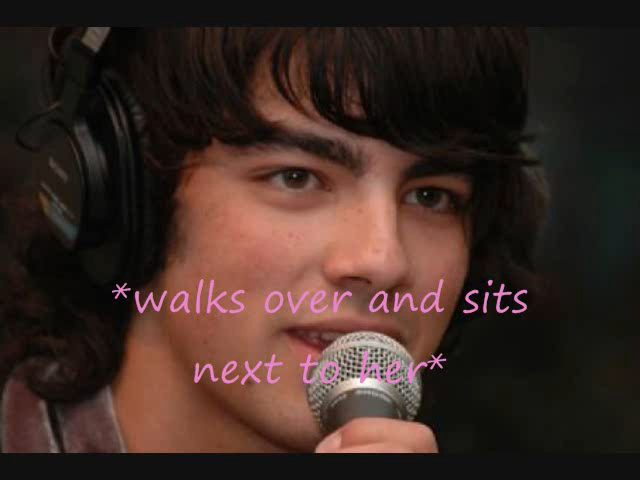 *walks over and sits
next to her*